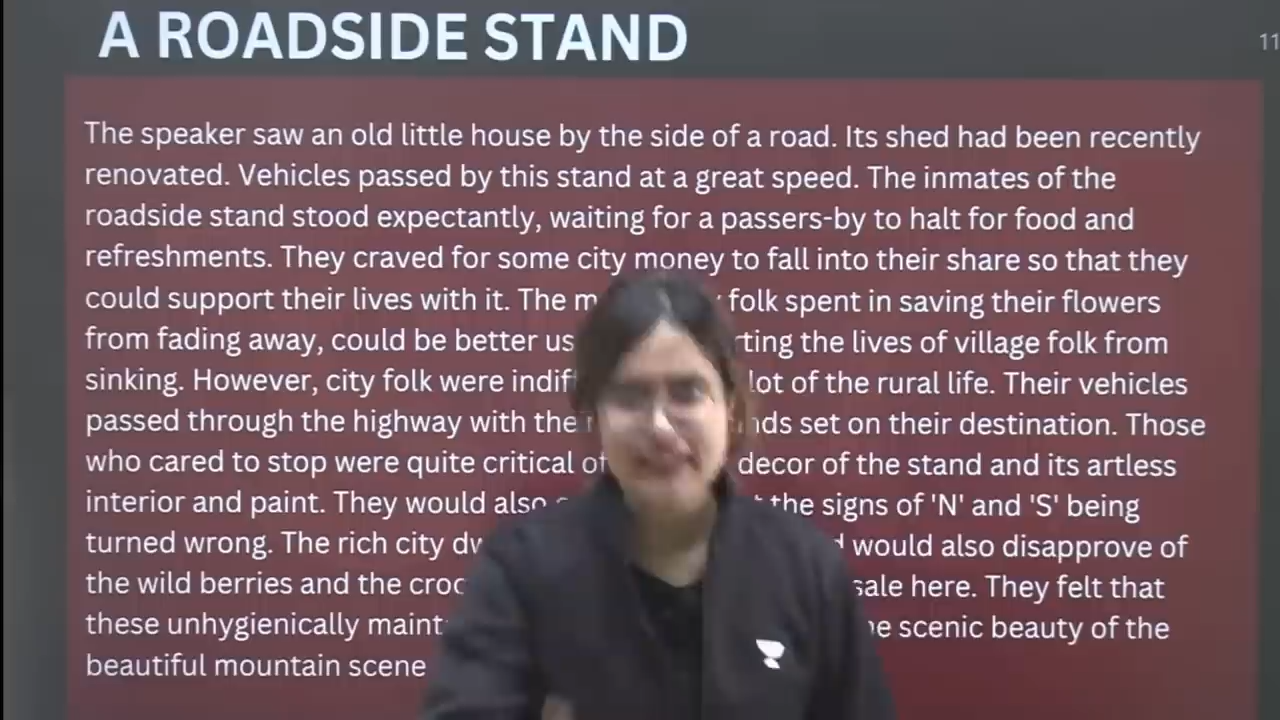 A ROADSIDE STAND
11
The speaker saw an old little house by the side of a road. Its shed had been recently
renovated. Vehicles passed by this stand at a great speed. The inmates of the
roadside stand stood expectantly, waiting for a passers-by to halt for food and
refreshments. They craved for some city money to fall into their share so that they
could support their lives with it. The folk spent in saving their flowers
from fading away, could be better the lives of village folk from
sinking. However, city folk were lot of the rural life. Their vehicles
passed through the highway with set on their destination. Those
who cared to stop were quite critical decor of the stand and its artless
interior and paint. They would also the signs of 'N' and 'S' being
turned wrong. The rich city would also disapprove of
the wild berries and the sale here. They felt that
these unhygienically scenic beauty of the
beautiful mountain scene